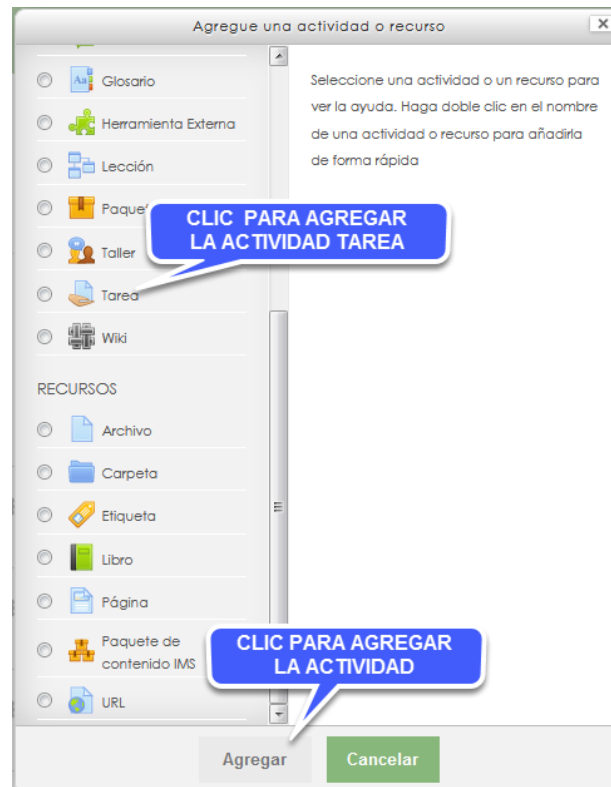 Agregue una actividad o recurso
Glosario
Herramienta Externa
Lección
CLIC PARA AGREGAR
LA ACTIVIDAD TAREA
Taller
Tarea
Wiki
RECURSOS
Archivo
Carpeta
Etiqueta
Libro
Página
Paquete de
contenido IMS
URL
Seleccione una actividad o un recurso para
ver la ayuda. Haga doble clic en el nombre
de una actividad o recurso para añadirla
de forma rápida
CLIC PARA AGREGAR
LA ACTIVIDAD
Agregar
Cancelar